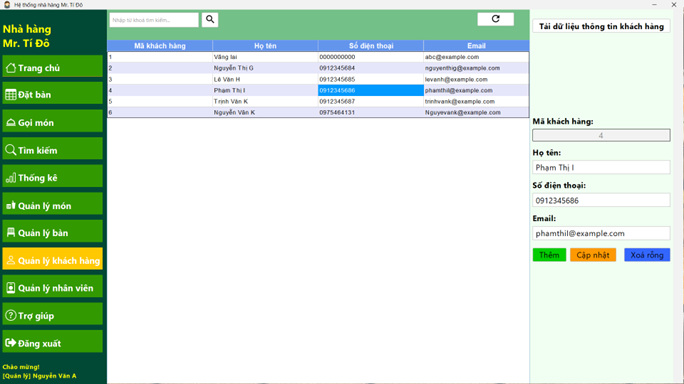 Hệ thống nhà hàng Mr. Tí Đô
Nhà hàng
Mr. Tí Đô
Trang chủ
Đặt bàn
Gọi món
Tìm kiếm
Thống kê
Quản lý món
Quản lý bàn
Quản lý khách hàng
Quản lý nhân viên
Trợ giúp
Đăng xuất
Chào mừng!
[Quản lý] Nguyễn Văn A
Nhập từ khoá tìm kiếm...
Mã khách hàng Họ tên Số điện thoại Email
1 Vãng lai 0000000000 abc@example.com
2 Nguyễn Thị G 0912345684 nguyenthig@example.com
3 Lê Văn H 0912345685 levanh@example.com
4 Phạm Thị I 0912345686 phamthiI@example.com
5 Trịnh Văn K 0912345687 trinhvank@example.com
6 Nguyễn Văn K 0975464131 Nguyevank@example.com
Tải dữ liệu thông tin khách hàng
Mã khách hàng:
4
Họ tên:
Phạm Thị I
Số điện thoại:
0912345686
Email:
phamthiI@example.com
Thêm Cập nhật Xoá rỗng